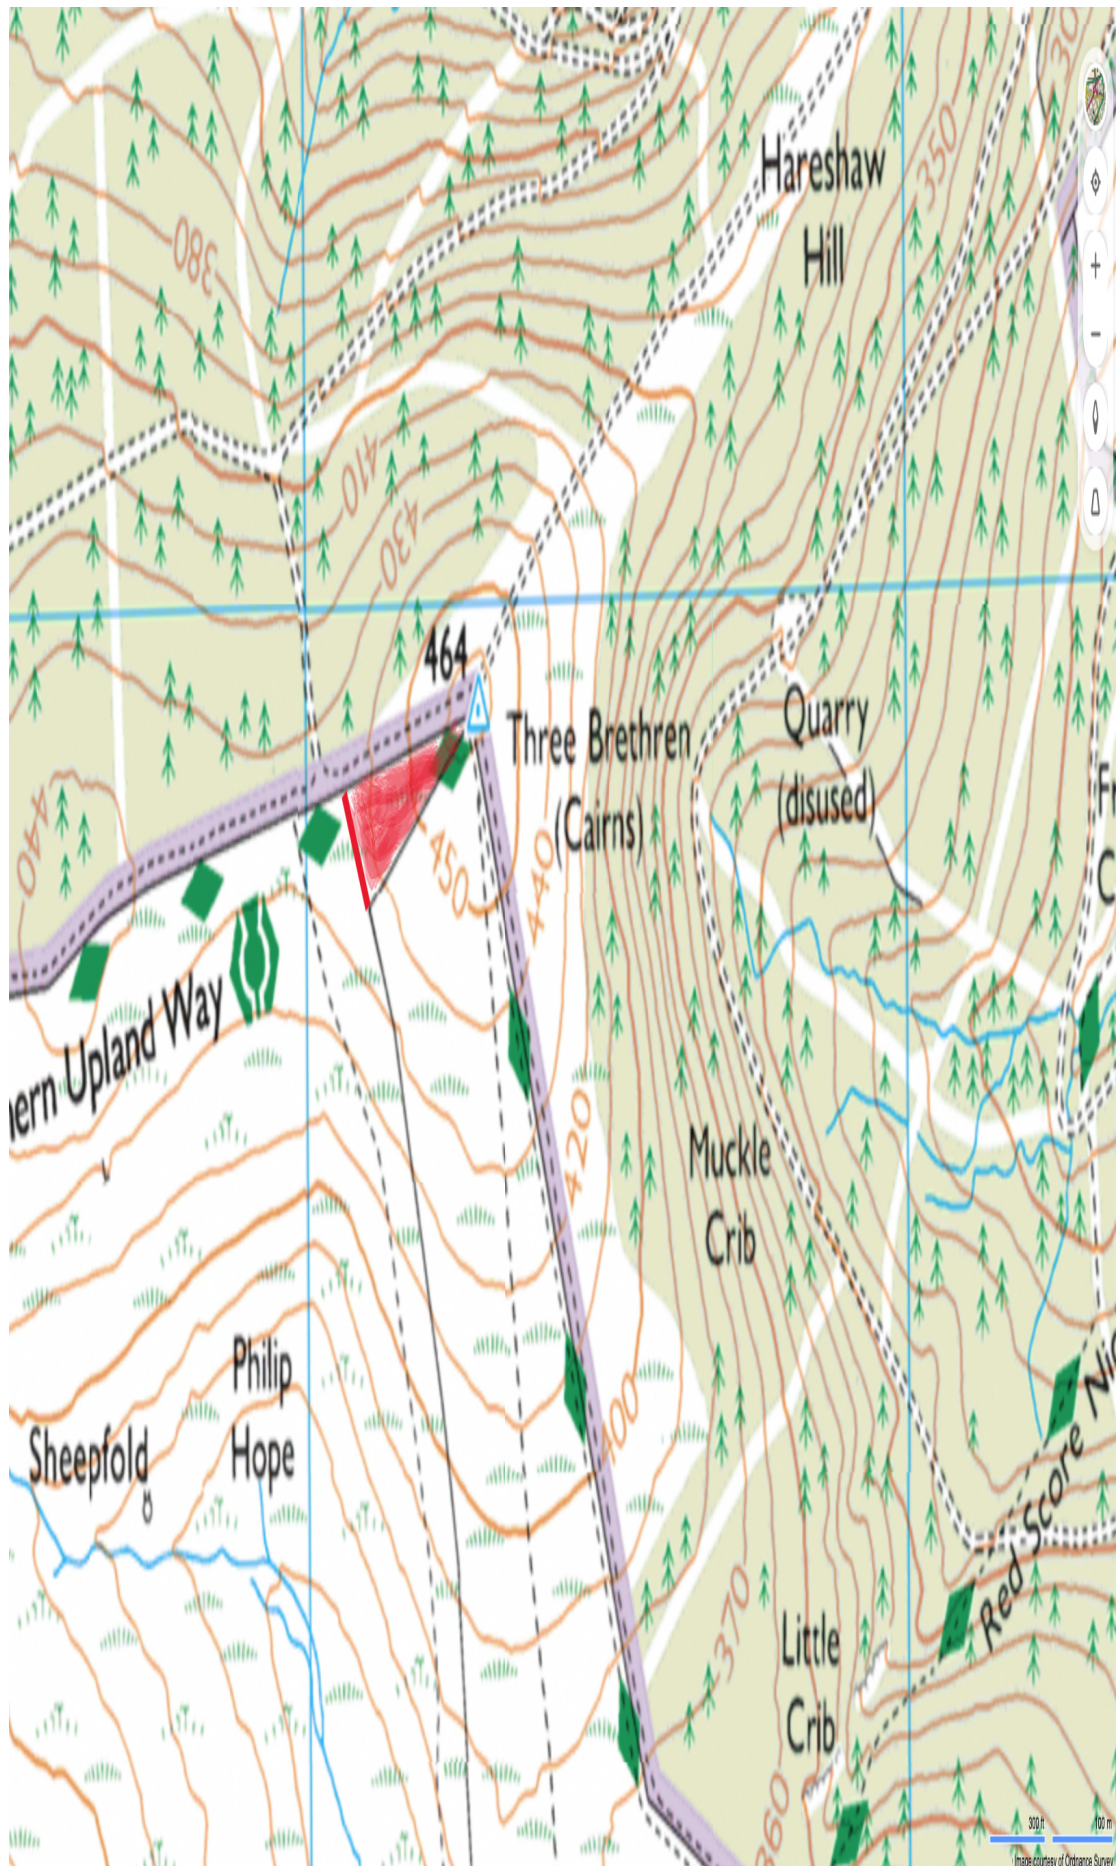 350
Hareshaw
Hill
380
410
430
464
Three Brethren
(Cairns)
Quarry
(disused)
440
450
440
ern Upland Way
420
Muckle
Crib
Philip
Hope
Sheepfold
400
Red Score
370
Little
Crib
360
300 ft
100 m
Image courtesy of Ordnance Survey